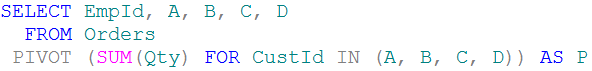 SELECT EmpId, A, B, C, D
FROM Orders
PIVOT (SUM(Qty) FOR CustId IN (A, B, C, D)) AS P